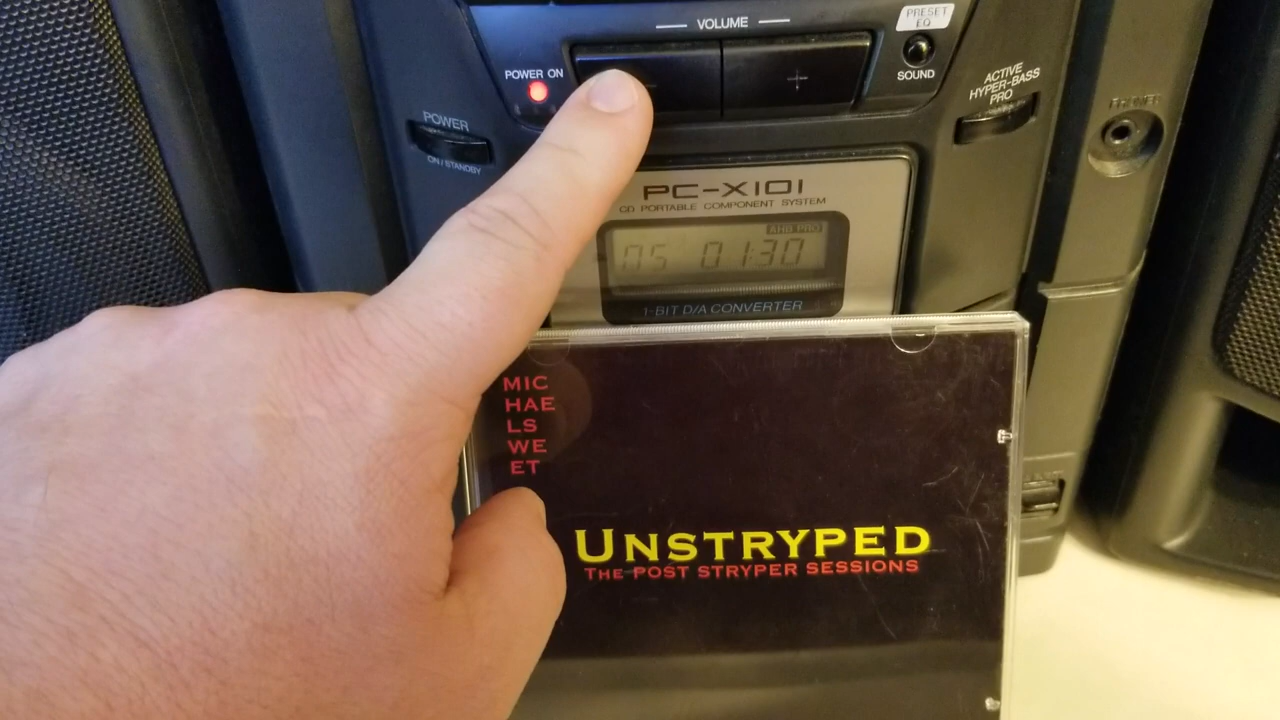 VOLUME
PRESET
EQ
POWER ON
SOUND
ACTIVE
HYPER-BASS
PRO
POWER
ON/STANDBY
+
-
PC-X101
CD PORTABLE COMPONENT SYSTEM
AHB PRO
05 01:30
1-BIT D/A CONVERTER
MIC
HAE
LS
WE
ET
UNSTRYPED
THE POST STRYPER SESSIONS